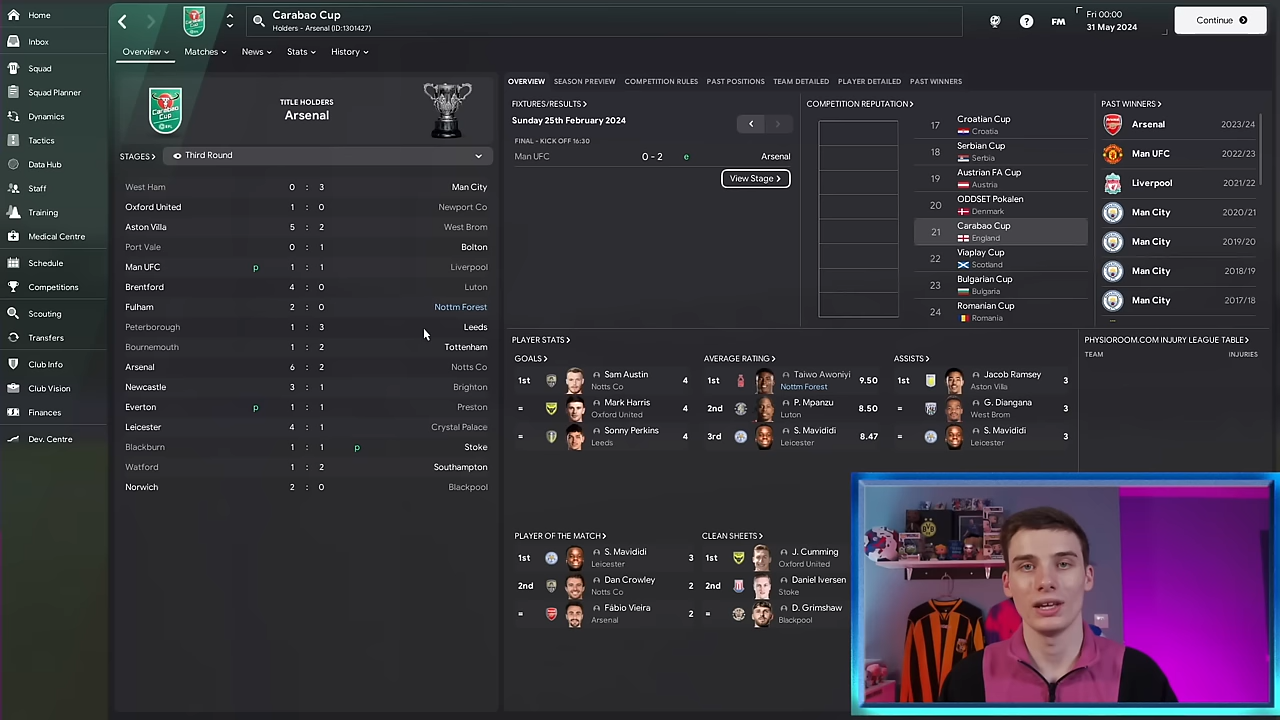 Home
Inbox
Squad
Squad Planner
Dynamics
Tactics
Data Hub
Staff
Training
Medical Centre
Schedule
Competitions
Scouting
Transfers
Club Info
Club Vision
Finances
Dev. Centre
Carabao Cup
Holders - Arsenal (ID:1301427)
FM
Fri 00:00
31 May 2024
Continue
Overview
Matches
News
Stats
History
TITLE HOLDERS
Arsenal
STAGES
Third Round
West Ham 0 : 3 Man City
Oxford United 1 : 0 Newport Co
Aston Villa 5 : 2 West Brom
Port Vale 0 : 1 Bolton
Man UFC p 1 : 1 Liverpool
Brentford 4 : 0 Luton
Fulham 2 : 0 Nottm Forest
Peterborough 1 : 3 Leeds
Bournemouth 1 : 2 Tottenham
Arsenal 6 : 2 Notts Co
Newcastle 3 : 1 Brighton
Everton p 1 : 1 Preston
Leicester 4 : 1 Crystal Palace
Blackburn 1 : 1 p Stoke
Watford 1 : 2 Southampton
Norwich 2 : 0 Blackpool
OVERVIEW SEASON PREVIEW COMPETITION RULES PAST POSITIONS TEAM DETAILED PLAYER DETAILED PAST WINNERS
FIXTURES/RESULTS
Sunday 25th February 2024
FINAL - KICK OFF 16:30
Man UFC 0 - 2 e Arsenal
View Stage
COMPETITION REPUTATION
17 Croatian Cup
Croatia
18 Serbian Cup
Serbia
19 Austrian FA Cup
Austria
20 ODDSET Pokalen
Denmark
21 Carabao Cup
England
22 Viaplay Cup
Scotland
23 Bulgarian Cup
Bulgaria
24 Romanian Cup
Romania
PAST WINNERS
Arsenal 2023/24
Man UFC 2022/23
Liverpool 2021/22
Man City 2020/21
Man City 2019/20
Man City 2018/19
Man City 2017/18
PLAYER STATS
GOALS
1st Sam Austin 4
Notts Co
= Mark Harris 4
Oxford United
= Sonny Perkins 4
Leeds
AVERAGE RATING
1st Taiwo Awoniyi 9.50
Nottm Forest
2nd P. Mpanzu 8.50
Luton
3rd S. Mavididi 8.47
Leicester
ASSISTS
1st Jacob Ramsey 3
Aston Villa
= G. Diangana 3
West Brom
= S. Mavididi 3
Leicester
PHYSIOROOM.COM INJURY LEAGUE TABLE
TEAM INJURIES
PLAYER OF THE MATCH
1st S. Mavididi 3
Leicester
2nd Dan Crowley 2
Notts Co
= Fábio Vieira 2
Arsenal
CLEAN SHEETS
1st J. Cumming
Oxford United
2nd Daniel Iversen
Stoke
= D. Grimshaw
Blackpool